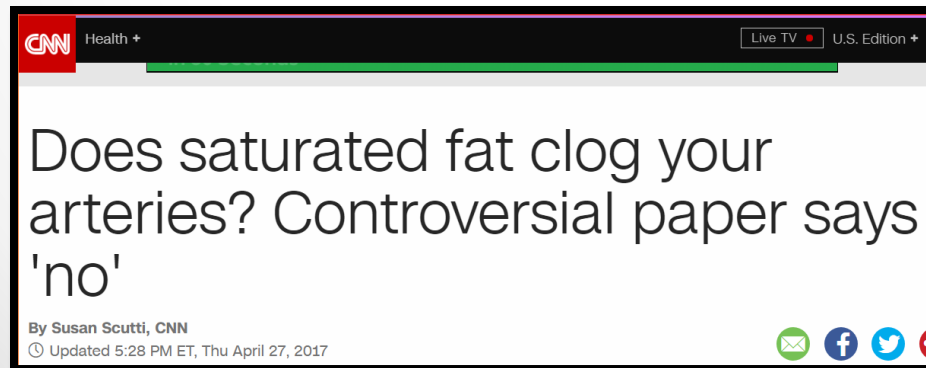 CNN Health + Live TV U.S. Edition +
Does saturated fat clog your
arteries? Controversial paper says
'no'
By Susan Scutti, CNN
Updated 5:28 PM ET, Thu April 27, 2017